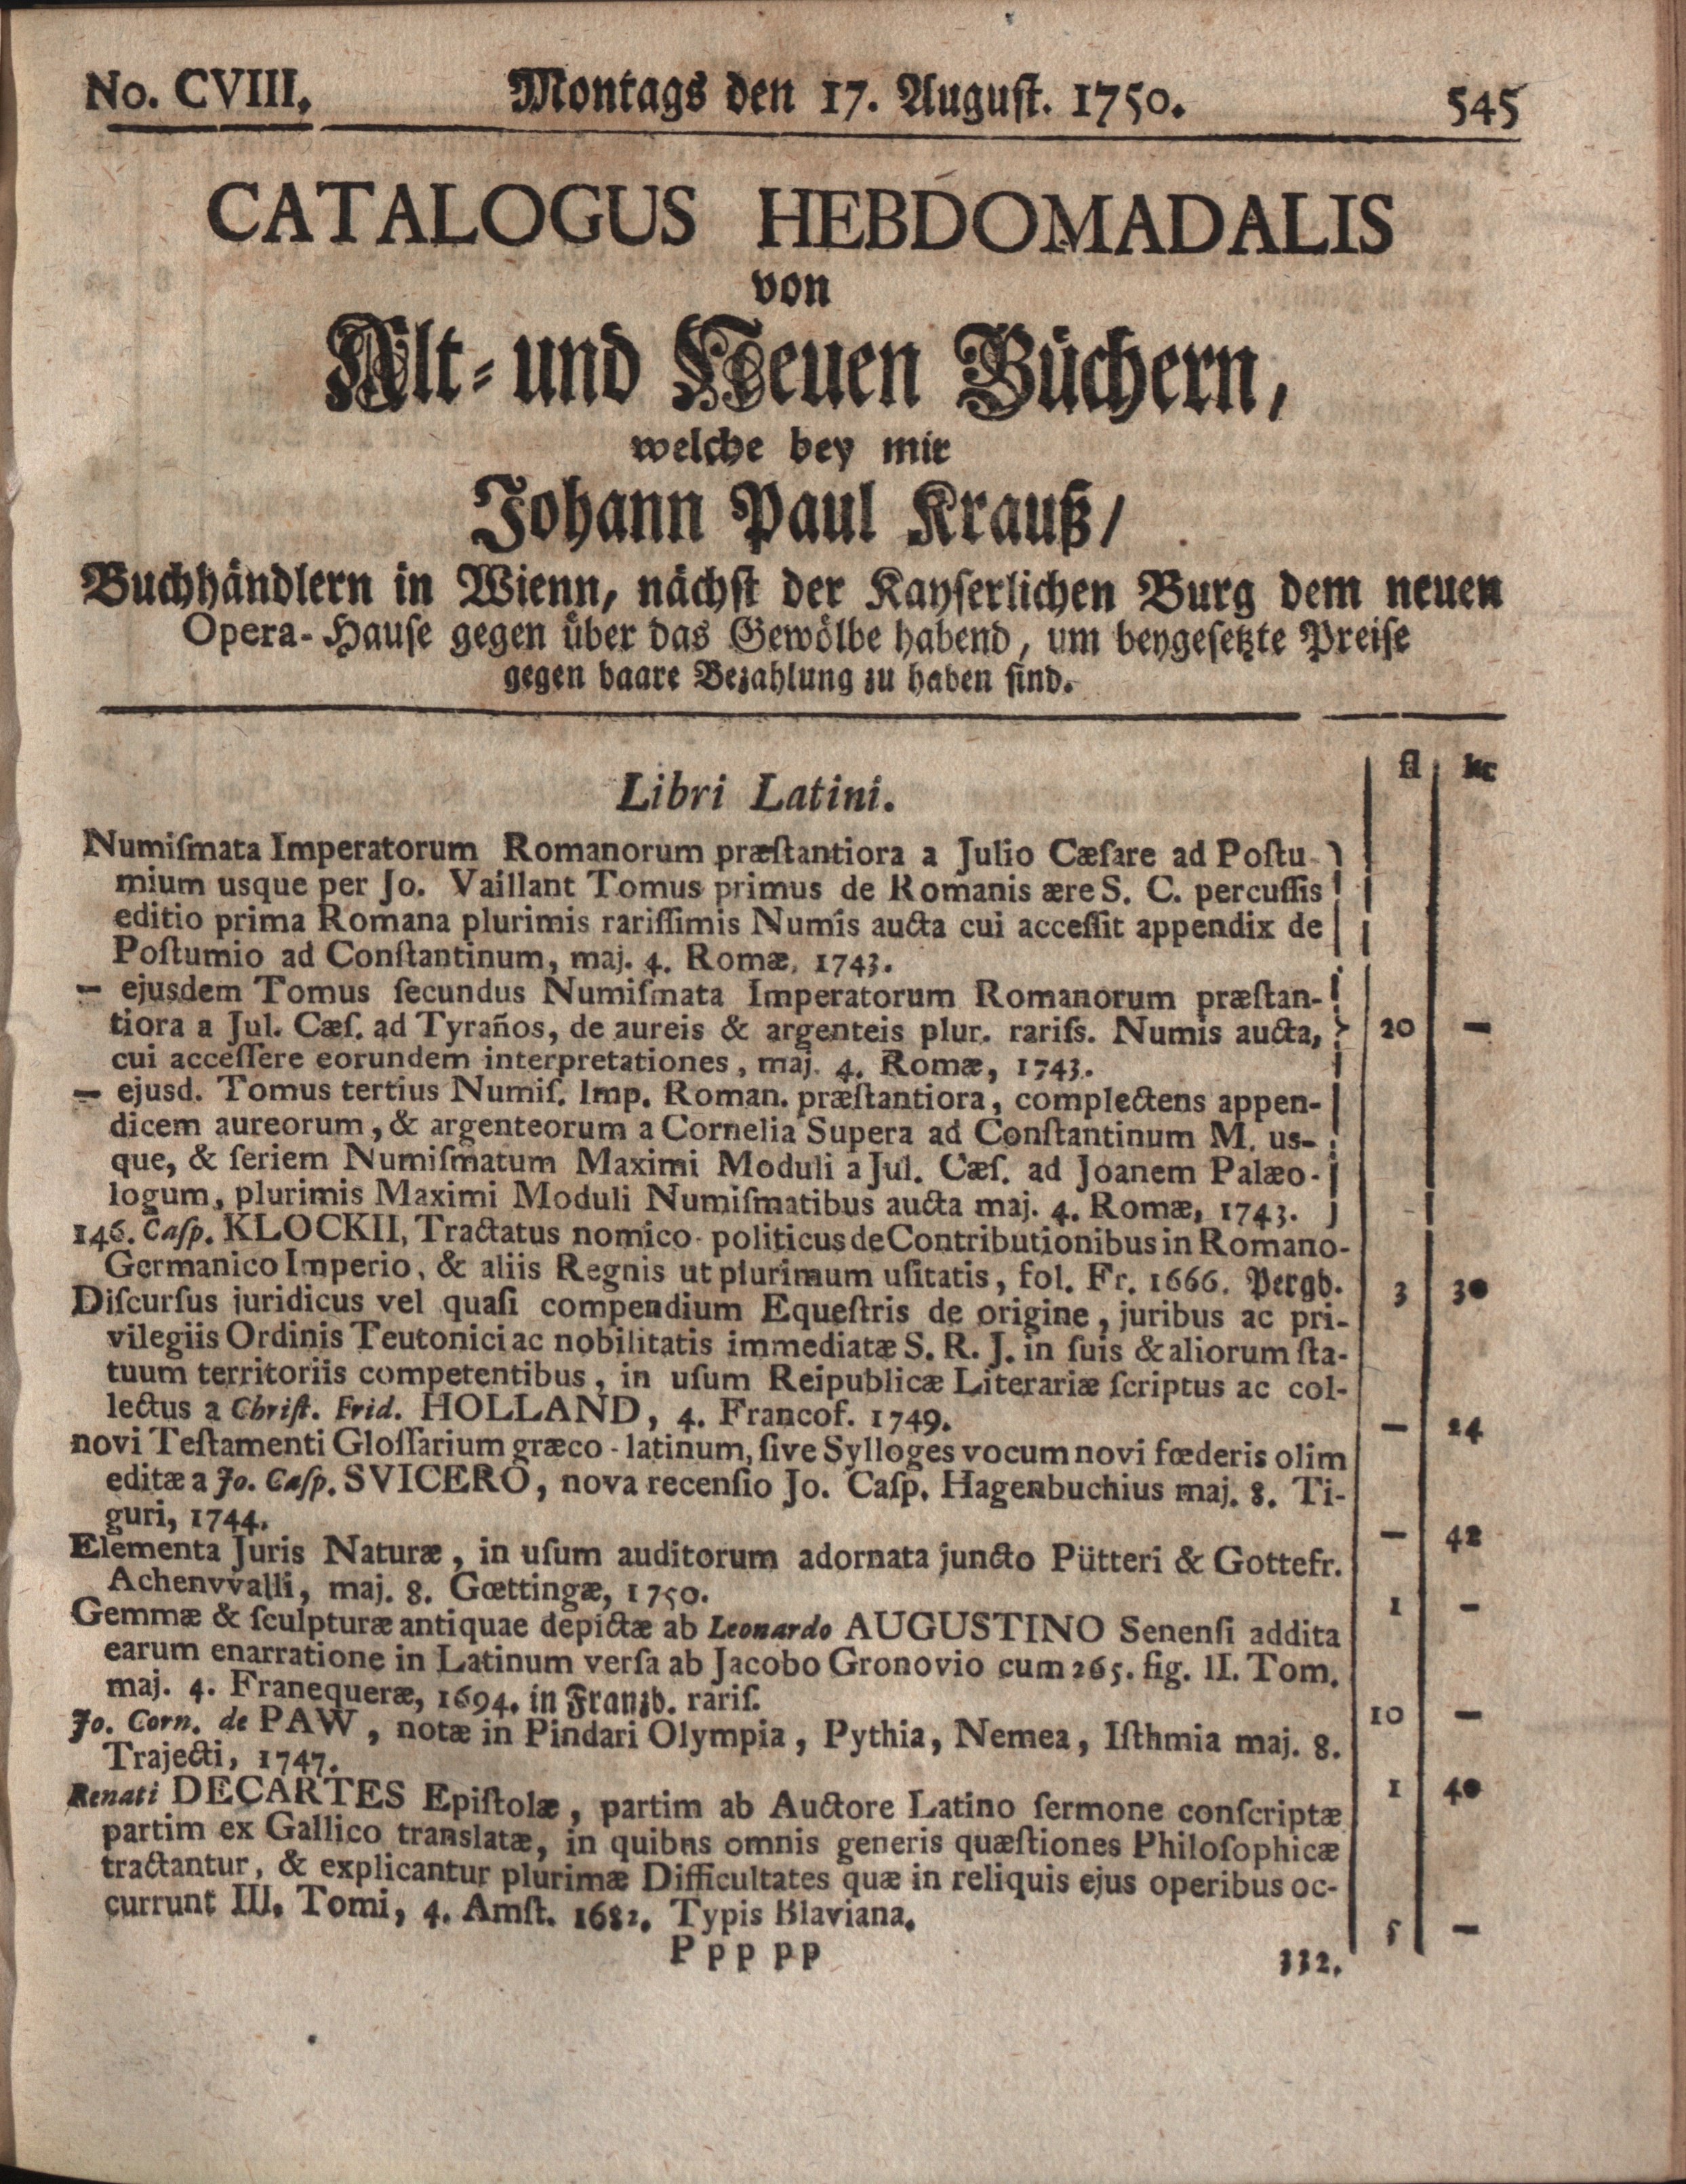 No. CVIII. Montags den 17. August. 1750. 545
CATALOGUS HEBDOMADALIS
von
Alt- und Neuen Büchern,
welche bey mir
Johann Paul Krauß/
Buchhändlern in Wienn, nächst der Kayserlichen Burg dem neuen
Opera-Hause gegen über das Gewölbe habend, um beygesetzte Preise
gegen baare Bezahlung zu haben sind.
fl kr
Libri Latini.
Numiſmata Imperatorum Romanorum præſtantiora a Julio Cæſare ad Poſtu-
mium usque per Jo. Vaillant Tomus primus de Romanis ære S. C. percuſſis
editio prima Romana plurimis rariſſimis Numis aucta cui acceſſit appendix de
Poſtumio ad Conſtantinum, maj. 4. Romæ, 1743.
— ejusdem Tomus ſecundus Numiſmata Imperatorum Romanorum præſtan-
tiora a Jul. Cæſ. ad Tyraños, de aureis & argenteis plur. rariſs. Numis aucta, 20 —
cui acceſſere eorundem interpretationes, maj. 4. Romæ, 1743.
— ejusd. Tomus tertius Numiſ. Imp. Roman. præſtantiora, complectens appen-
dicem aureorum, & argenteorum a Cornelia Supera ad Conſtantinum M. us-
que, & ſeriem Numiſmatum Maximi Moduli a Jul. Cæſ. ad Joanem Palæo-
logum, plurimis Maximi Moduli Numiſmatibus aucta maj. 4. Romæ, 1743.
146. Caſp. KLOCKII, Tractatus nomico-politicus de Contributionibus in Romano-
Germanico Imperio, & aliis Regnis ut plurimum uſitatis, fol. Fr. 1666. Pergb. 3 30
Diſcurſus juridicus vel quaſi compendium Equeſtris de origine, juribus ac pri-
vilegiis Ordinis Teutonici ac nobilitatis immediatæ S. R. J. in ſuis & aliorum ſta-
tuum territoriis competentibus, in uſum Reipublicæ Literariæ ſcriptus ac col-
lectus a Chriſt. Frid. HOLLAND, 4. Francof. 1749. — 24
novi Teſtamenti Gloſſarium græco-latinum, ſive Sylloges vocum novi fœderis olim
editæ a Jo. Caſp. SVICERO, nova recenſio Jo. Caſp. Hagenbuchius maj. 8. Ti-
guri, 1744. — 42
Elementa Juris Naturæ, in uſum auditorum adornata juncto Pütteri & Gottefr.
Achenvvalli, maj. 8. Gœttingæ, 1750. 1 -
Gemmæ & ſculpturæ antiquae depictæ ab Leonardo AUGUSTINO Senenſi addita
earum enarratione in Latinum verſa ab Jacobo Gronovio cum 265. fig. II. Tom.
maj. 4. Franequeræ, 1694. in Franzb. rariſ. 10 —
Jo. Corn. de PAW, notæ in Pindari Olympia, Pythia, Nemea, Iſthmia maj. 8.
Trajecti, 1747. 1 40
Renati DECARTES Epiſtolæ, partim ab Auctore Latino ſermone conſcriptæ
partim ex Gallico translatæ, in quibns omnis generis quæſtiones Philoſophicæ
tractantur, & explicantur plurimæ Difficultates quæ in reliquis ejus operibus oc-
currunt III. Tomi, 4. Amſt. 1682. Typis Blaviana. 5 —
P p p p p 332.